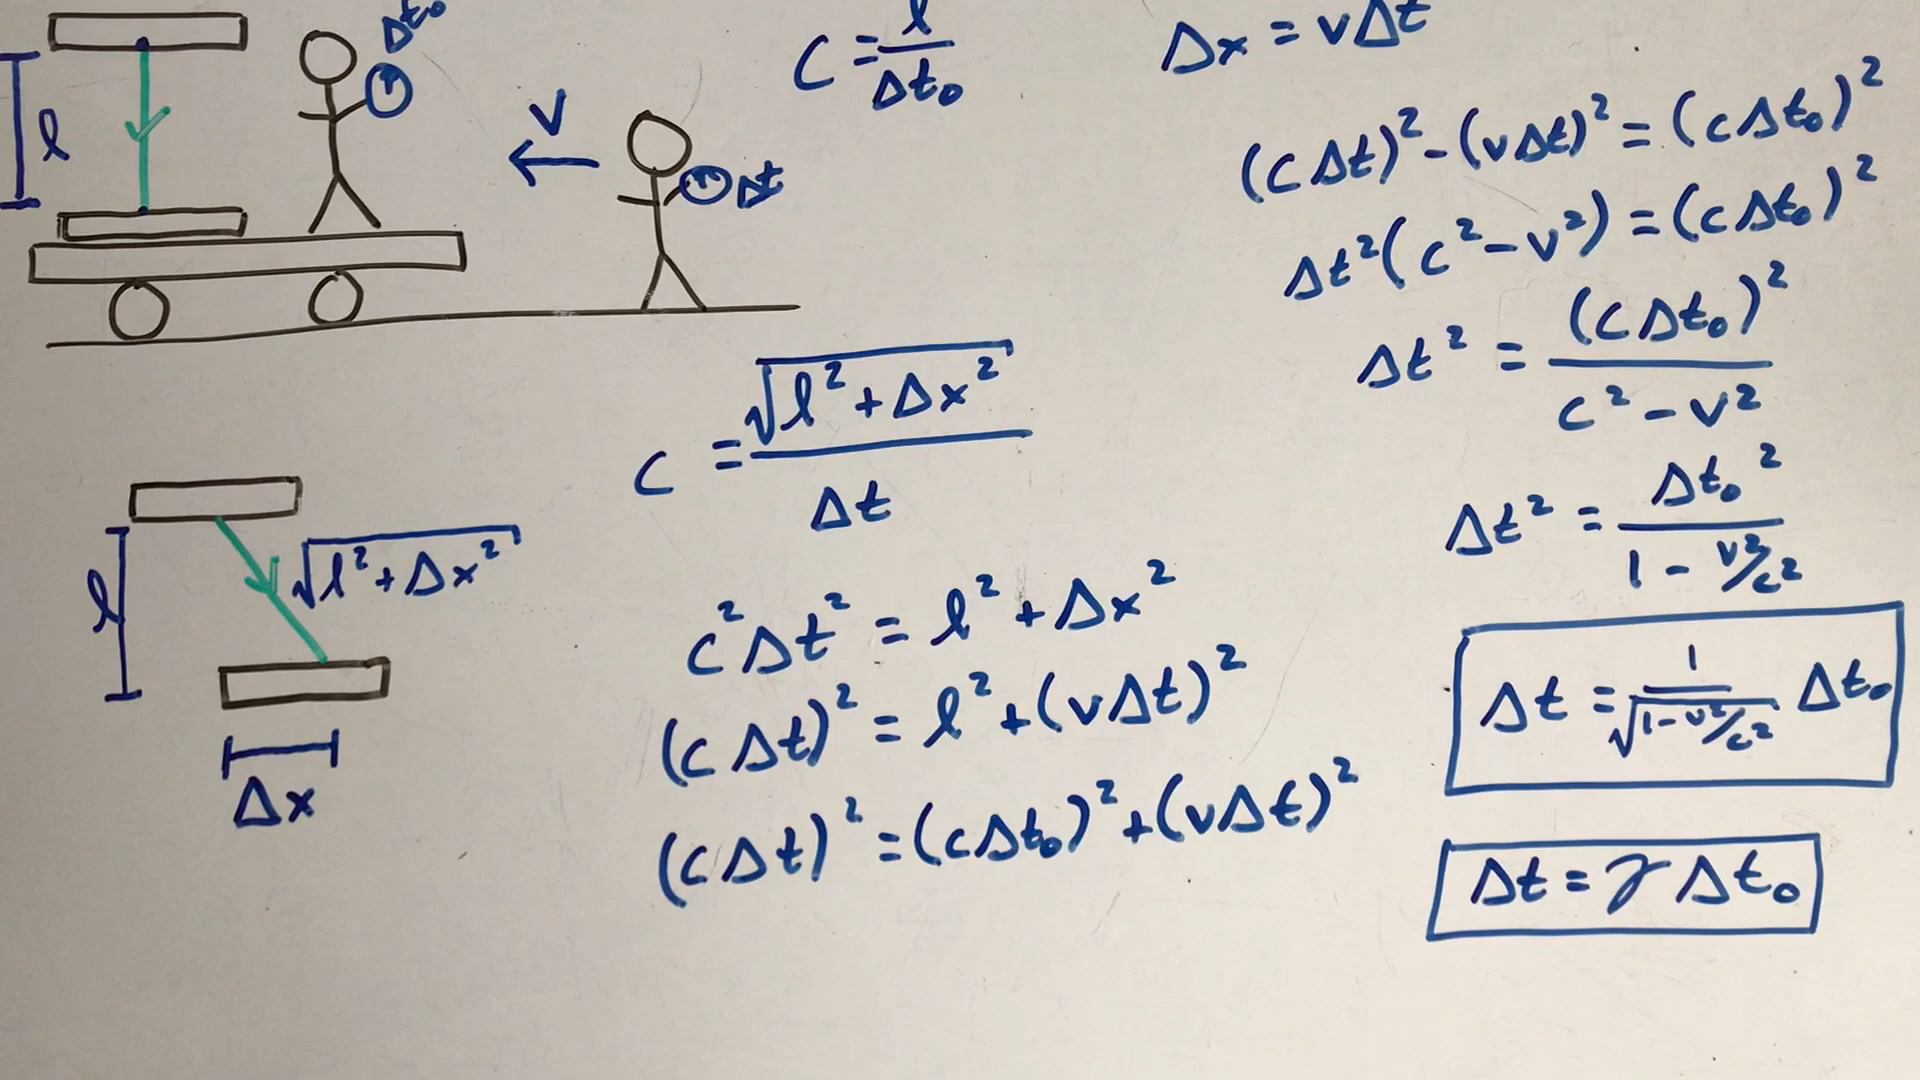 Δt₀
l
V
Δt
C = l/Δt₀
Δx = vΔt
(cΔt)² - (vΔt)² = (cΔt₀)²
Δt²(c² - v²) = (cΔt₀)²
Δt² = (cΔt₀)²/(c² - v²)
Δt² = Δt₀²/(1 - v²/c²)
Δt = 1/√(1 - v²/c²) Δt₀
Δt = γΔt₀
C = √(l² + Δx²)/Δt
c²Δt² = l² + Δx²
(cΔt)² = l² + (vΔt)²
(cΔt)² = (cΔt₀)² + (vΔt)²
l
√(l² + Δx²)
Δx